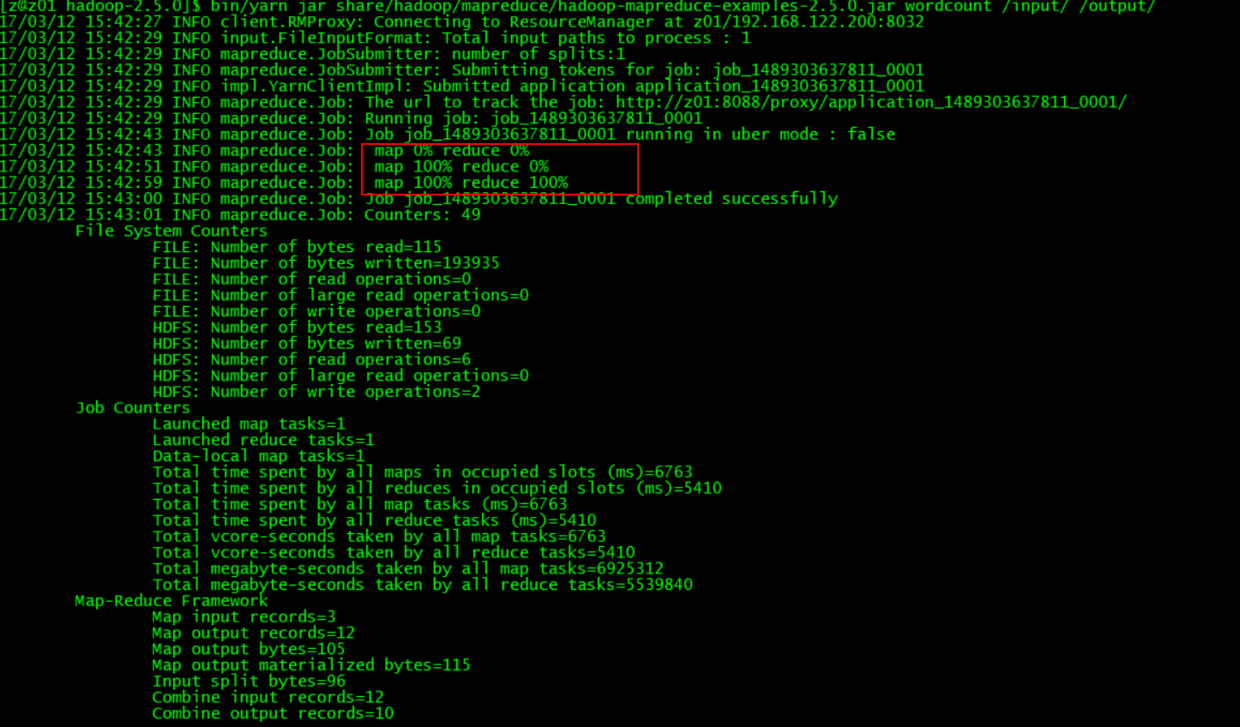 [z@z01 hadoop-2.5.0]$ bin/yarn jar share/hadoop/mapreduce/hadoop-mapreduce-examples-2.5.0.jar wordcount /input/ /output/
17/03/12 15:42:27 INFO client.RMProxy: Connecting to ResourceManager at z01/192.168.122.200:8032
17/03/12 15:42:29 INFO input.FileInputFormat: Total input paths to process : 1
17/03/12 15:42:29 INFO mapreduce.JobSubmitter: number of splits:1
17/03/12 15:42:29 INFO mapreduce.JobSubmitter: Submitting tokens for job: job_1489303637811_0001
17/03/12 15:42:29 INFO impl.YarnClientImpl: Submitted application application_1489303637811_0001
17/03/12 15:42:29 INFO mapreduce.Job: The url to track the job: http://z01:8088/proxy/application_1489303637811_0001/
17/03/12 15:42:29 INFO mapreduce.Job: Running job: job_1489303637811_0001
17/03/12 15:42:43 INFO mapreduce.Job: Job job_1489303637811_0001 running in uber mode : false
17/03/12 15:42:43 INFO mapreduce.Job:  map 0% reduce 0%
17/03/12 15:42:51 INFO mapreduce.Job:  map 100% reduce 0%
17/03/12 15:42:59 INFO mapreduce.Job:  map 100% reduce 100%
17/03/12 15:43:00 INFO mapreduce.Job: Job job_1489303637811_0001 completed successfully
17/03/12 15:43:01 INFO mapreduce.Job: Counters: 49
File System Counters
FILE: Number of bytes read=115
FILE: Number of bytes written=193935
FILE: Number of read operations=0
FILE: Number of large read operations=0
FILE: Number of write operations=0
HDFS: Number of bytes read=153
HDFS: Number of bytes written=69
HDFS: Number of read operations=6
HDFS: Number of large read operations=0
HDFS: Number of write operations=2
Job Counters
Launched map tasks=1
Launched reduce tasks=1
Data-local map tasks=1
Total time spent by all maps in occupied slots (ms)=6763
Total time spent by all reduces in occupied slots (ms)=5410
Total time spent by all map tasks (ms)=6763
Total time spent by all reduce tasks (ms)=5410
Total vcore-seconds taken by all map tasks=6763
Total vcore-seconds taken by all reduce tasks=5410
Total megabyte-seconds taken by all map tasks=6925312
Total megabyte-seconds taken by all reduce tasks=5539840
Map-Reduce Framework
Map input records=3
Map output records=12
Map output bytes=105
Map output materialized bytes=115
Input split bytes=96
Combine input records=12
Combine output records=10